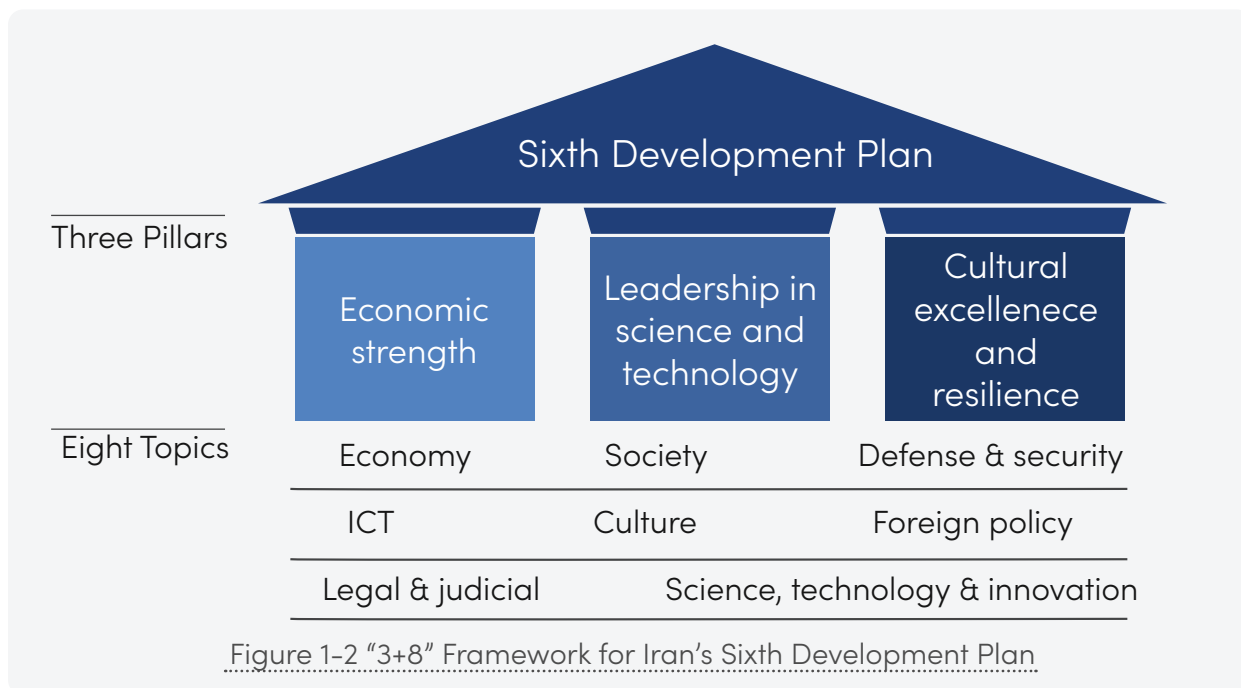 Sixth Development Plan
Three Pillars
Economic
strength
Leadership in
science and
technology
Cultural
excellenece
and
resilience
Eight Topics
Economy
Society
Defense & security
ICT
Culture
Foreign policy
Legal & judicial
Science, technology & innovation
Figure 1-2 “3+8” Framework for Iran’s Sixth Development Plan